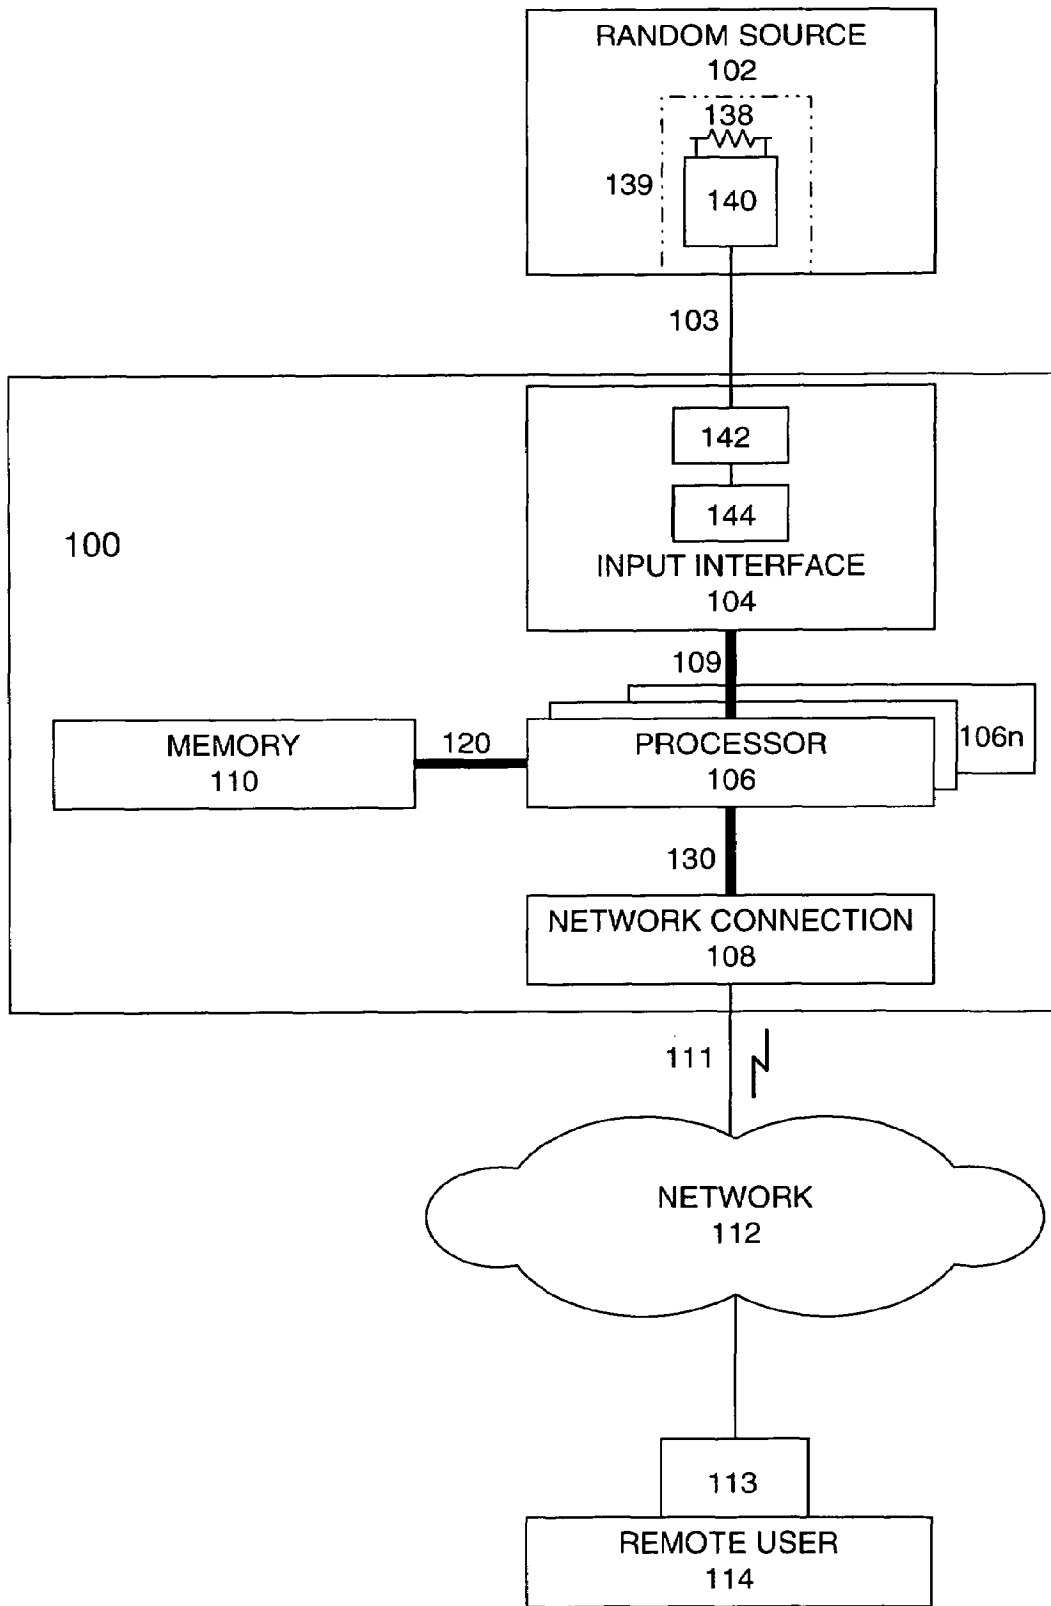 RANDOM SOURCE
102
138
139
140
103
142
144
100
INPUT INTERFACE
104
109
106n
MEMORY
110
120
PROCESSOR
106
130
NETWORK CONNECTION
108
111
NETWORK
112
113
REMOTE USER
114